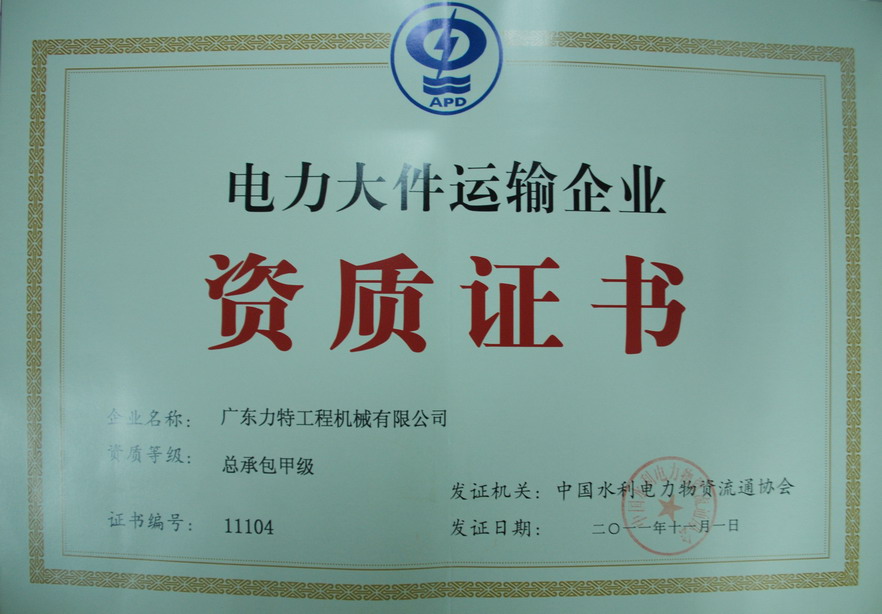 APD
电力大件运输企业
资质证书
企业名称： 广东力特工程机械有限公司
资质等级： 总承包甲级
证书编号： 11104
发证机关： 中国水利电力物资流通协会
发证日期： 二〇一一年十一月一日